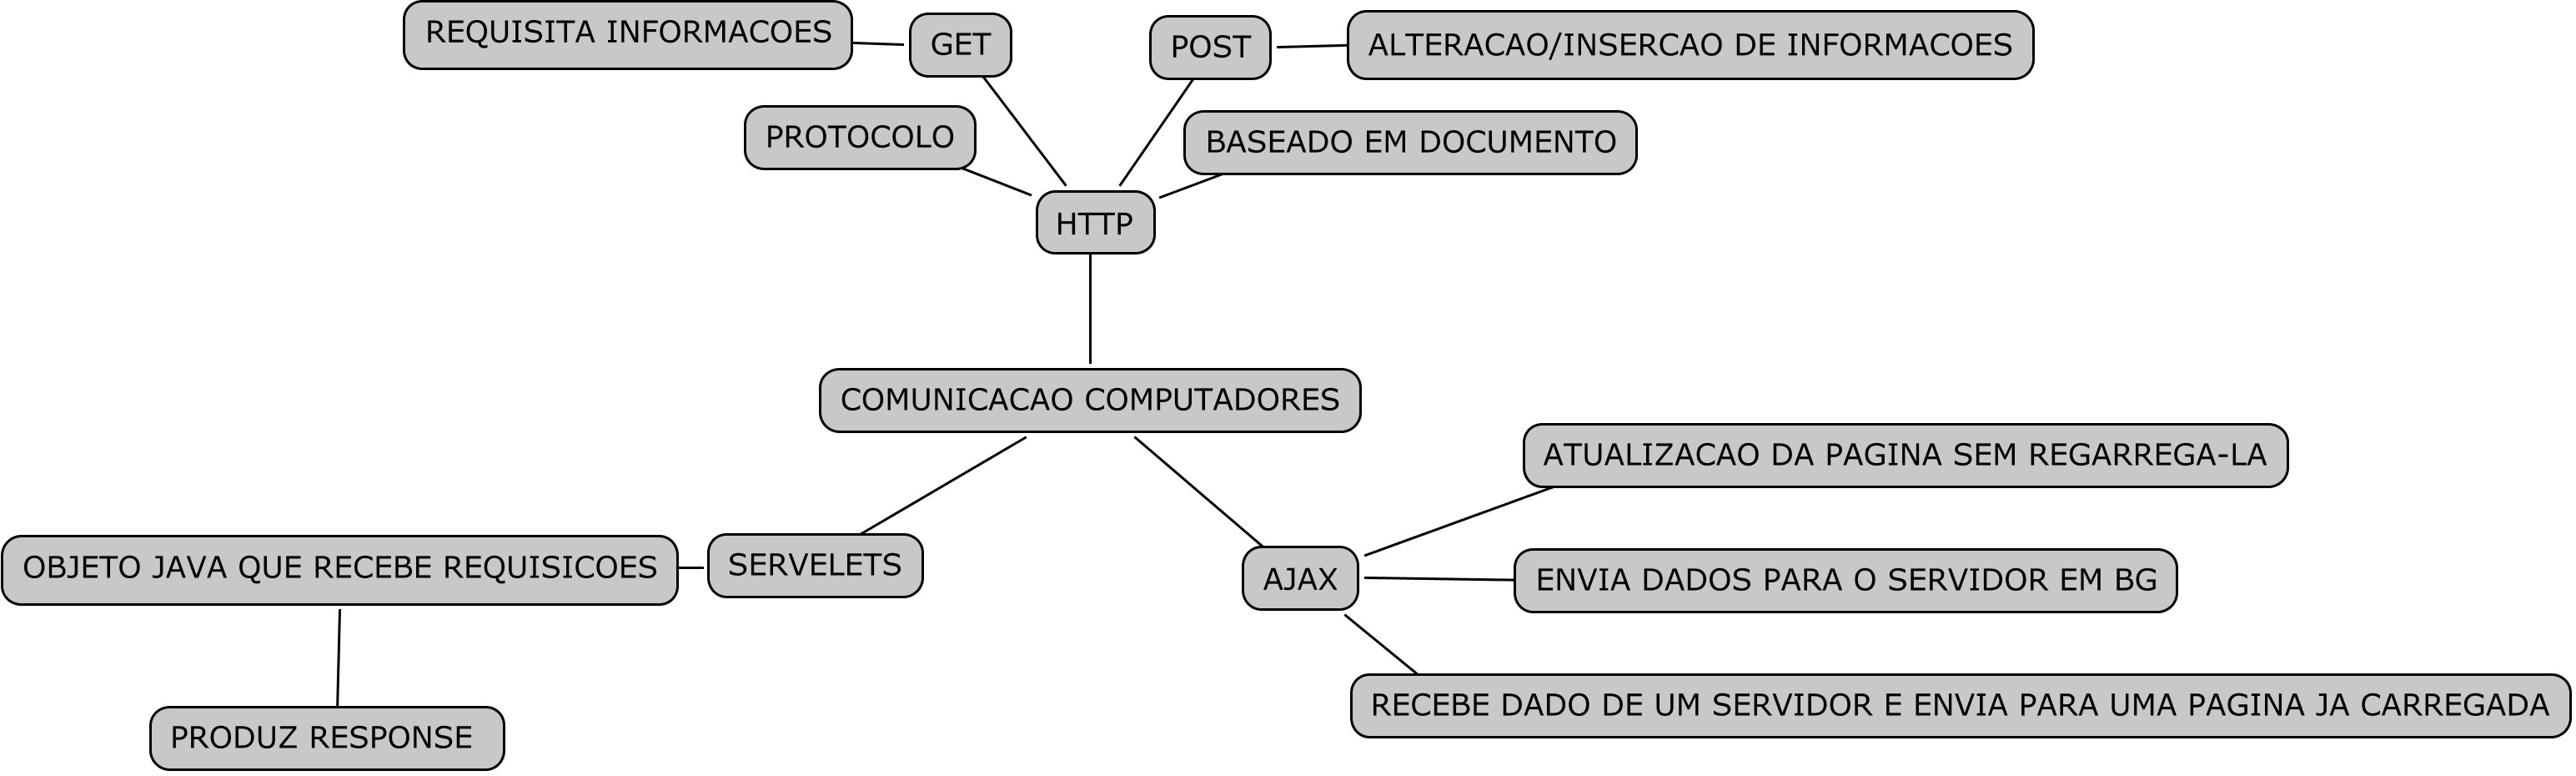 REQUISITA INFORMACOES
GET
POST
ALTERACAO/INSERCAO DE INFORMACOES
PROTOCOLO
BASEADO EM DOCUMENTO
HTTP
COMUNICACAO COMPUTADORES
ATUALIZACAO DA PAGINA SEM REGARREGA-LA
OBJETO JAVA QUE RECEBE REQUISICOES
SERVELETS
AJAX
ENVIA DADOS PARA O SERVIDOR EM BG
RECEBE DADO DE UM SERVIDOR E ENVIA PARA UMA PAGINA JA CARREGADA
PRODUZ RESPONSE